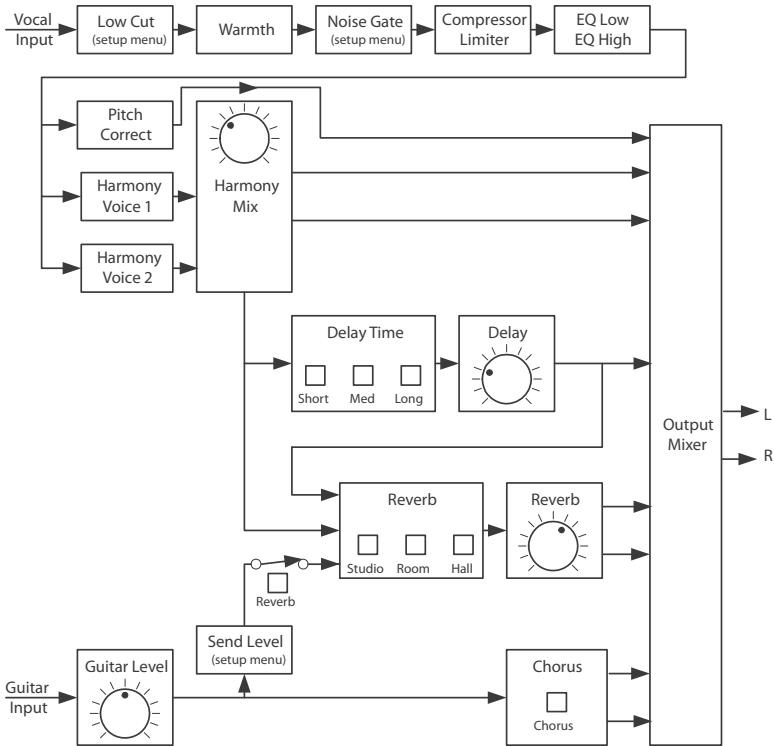 Vocal
Input
Low Cut
(setup menu)
Warmth
Noise Gate
(setup menu)
Compressor
Limiter
EQ Low
EQ High
Pitch
Correct
Harmony
Voice 1
Harmony
Voice 2
Harmony
Mix
Delay Time
Short
Med
Long
Delay
Output
Mixer
L
R
Reverb
Studio
Room
Hall
Reverb
Reverb
Send Level
(setup menu)
Guitar
Input
Guitar Level
Chorus
Chorus